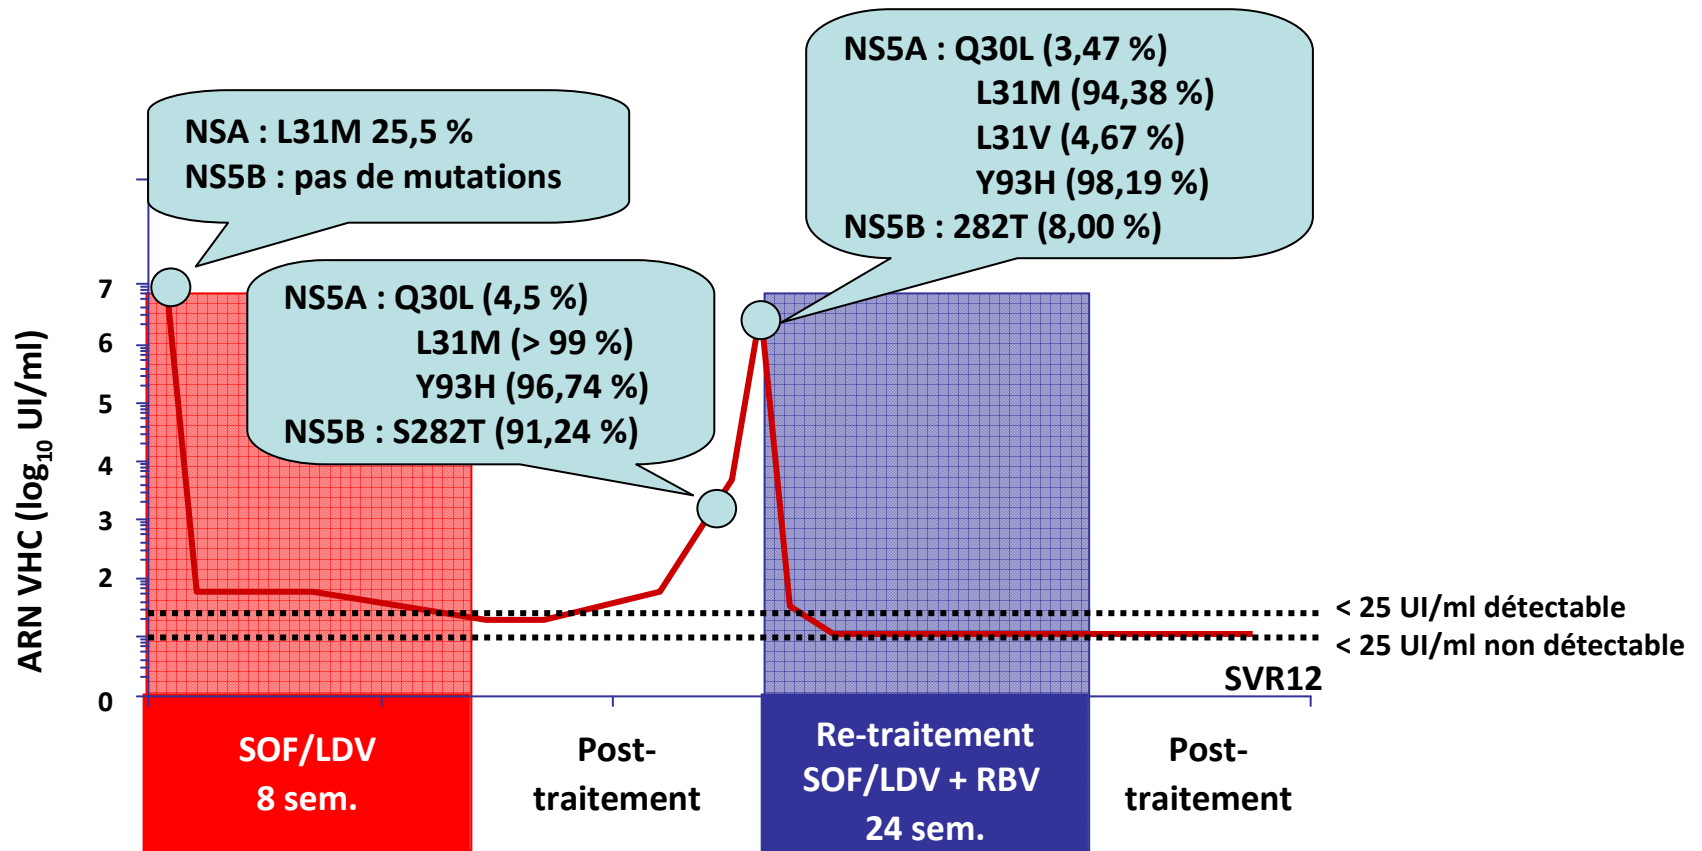 NSA : L31M 25,5 %
NS5B : pas de mutations
NS5A : Q30L (4,5 %)
L31M (> 99 %)
Y93H (96,74 %)
NS5B : S282T (91,24 %)
NS5A : Q30L (3,47 %)
L31M (94,38 %)
L31V (4,67 %)
Y93H (98,19 %)
NS5B : 282T (8,00 %)
ARN VHC (log10 UI/ml)
7
6
5
4
3
2
1
0
< 25 UI/ml détectable
< 25 UI/ml non détectable
SVR12
SOF/LDV
8 sem.
Post-
traitement
Re-traitement
SOF/LDV + RBV
24 sem.
Post-
traitement